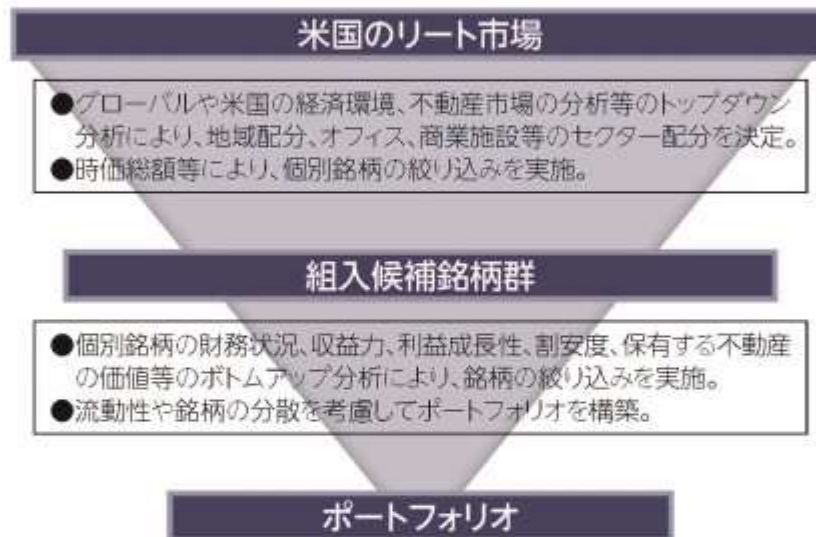 米国のリート市場
●グローバルや米国の経済環境、不動産市場の分析等のトップダウン
分析により、地域配分、オフィス、商業施設等のセクター配分を決定。
●時価総額等により、個別銘柄の絞り込みを実施。
組入候補銘柄群
●個別銘柄の財務状況、収益力、利益成長性、割安度、保有する不動産
の価値等のボトムアップ分析により、銘柄の絞り込みを実施。
●流動性や銘柄の分散を考慮してポートフォリオを構築。
ポートフォリオ